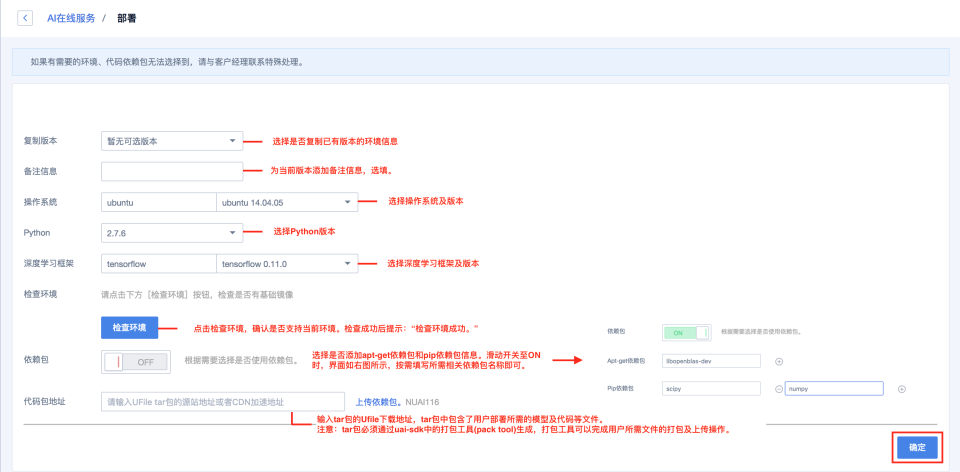 AI在线服务 / 部署
如果有需要的环境、代码依赖包无法选择到，请与客户经理联系特殊处理。
复制版本 暂无可选版本 选择是否复制已有版本的环境信息
备注信息 为当前版本添加备注信息，选填。
操作系统 ubuntu ubuntu 14.04.05 选择操作系统及版本
Python 2.7.6 选择Python版本
深度学习框架 tensorflow tensorflow 0.11.0 选择深度学习框架及版本
检查环境 请点击下方［检查环境］按钮，检查是否有基础镜像
检查环境 点击检查环境，确认是否支持当前环境。检查成功后提示：“检查环境成功。”
依赖包 OFF 根据需要选择是否使用依赖包。
选择是否添加apt-get依赖包和pip依赖包信息。滑动开关至ON
时，界面如右图所示，按需填写所需相关依赖包名称即可。
依赖包 ON 根据需要选择是否使用依赖包。
Apt-get依赖包 libopenblas-dev
Pip依赖包 scipy numpy
代码包地址 请输入UFile tar包的源站地址或者CDN加速地址 上传依赖包。NUAI116
输入tar包的Ufile下载地址，tar包中包含了用户部署所需的模型及代码等文件。
注意：tar包必须通过uai-sdk中的打包工具(pack tool)生成，打包工具可以完成用户所需文件的打包及上传操作。
确定